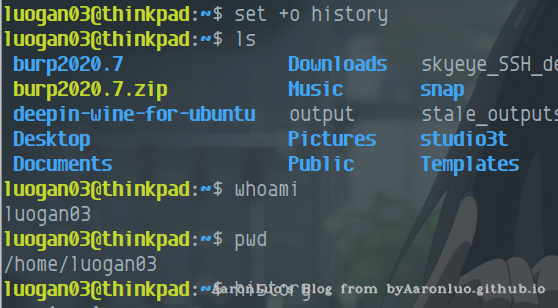 luogan03@thinkpad:~$ set +o history
luogan03@thinkpad:~$ ls
burp2020.7 Downloads skyeye_SSH_de
burp2020.7.zip Music snap
deepin-wine-for-ubuntu output stale_outputs
Desktop Pictures studio3t
Documents Public Templates
luogan03@thinkpad:~$ whoami
luogan03
luogan03@thinkpad:~$ pwd
/home/luogan03
luogan03@thinkpad:~$ history
AaronLuo's Blog from byAaronluo.github.io